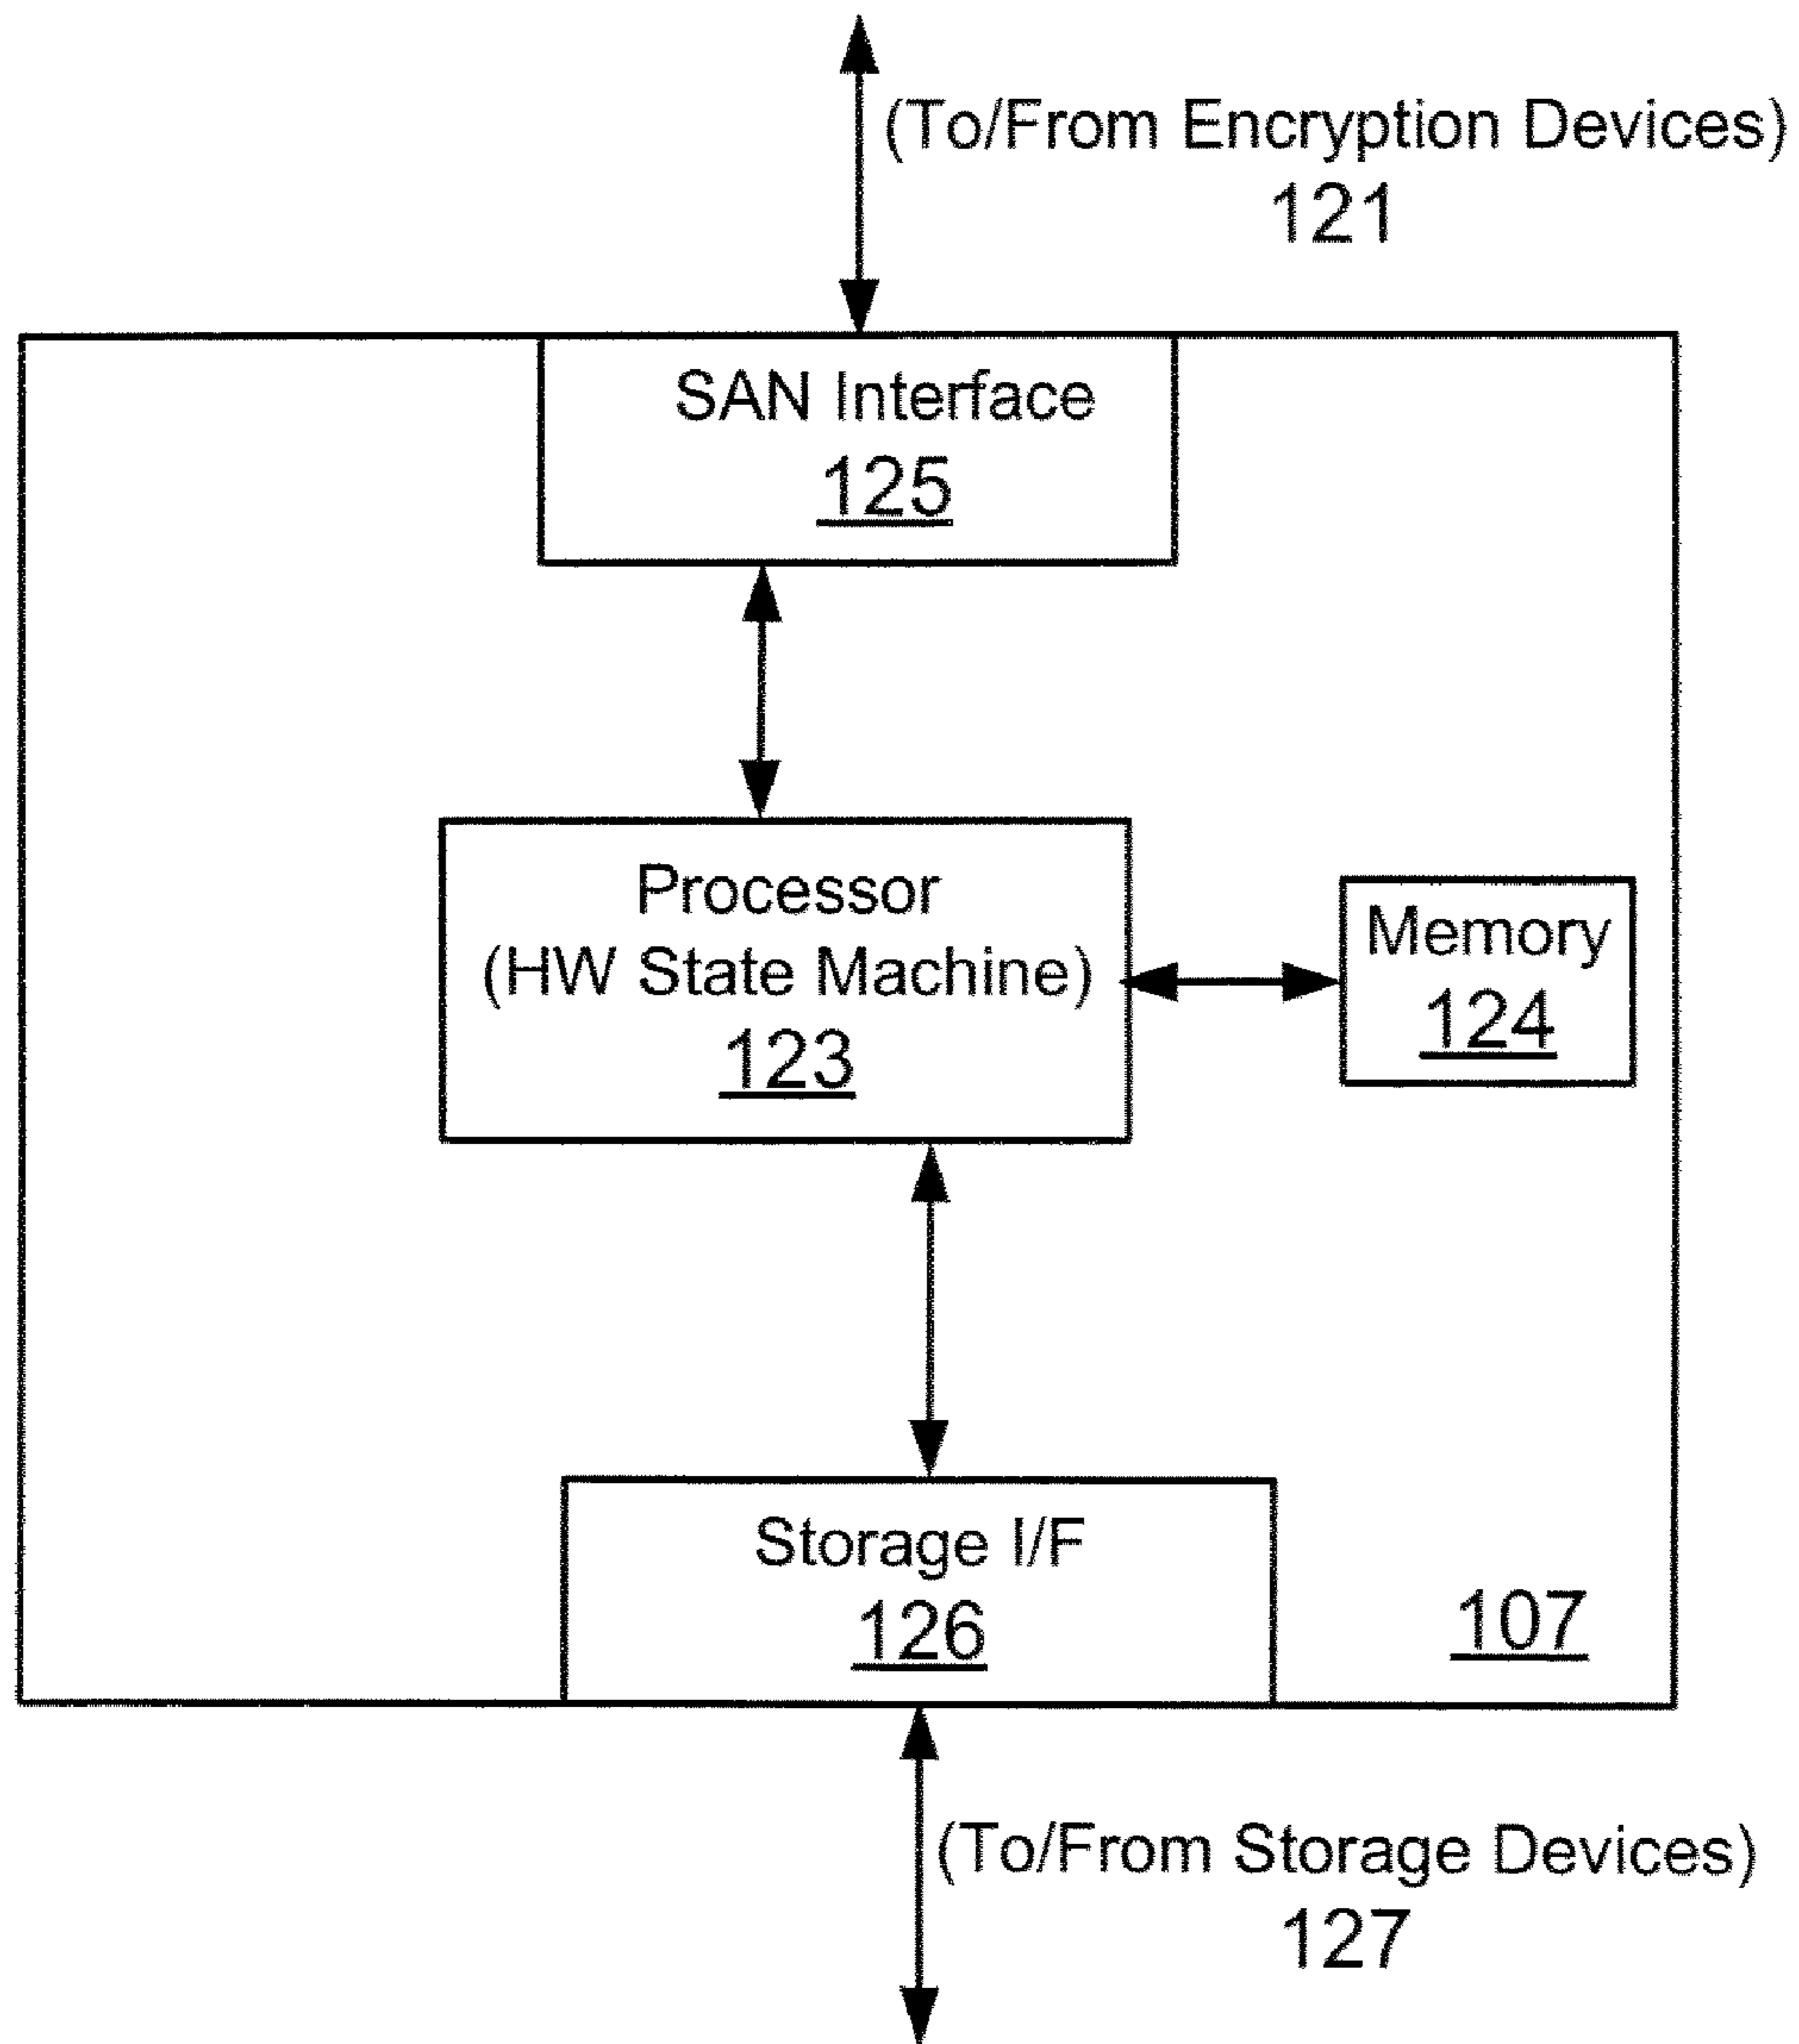 (To/From Encryption Devices)
121
SAN Interface
125
Processor
(HW State Machine)
123
Memory
124
Storage I/F
126
107
(To/From Storage Devices)
127